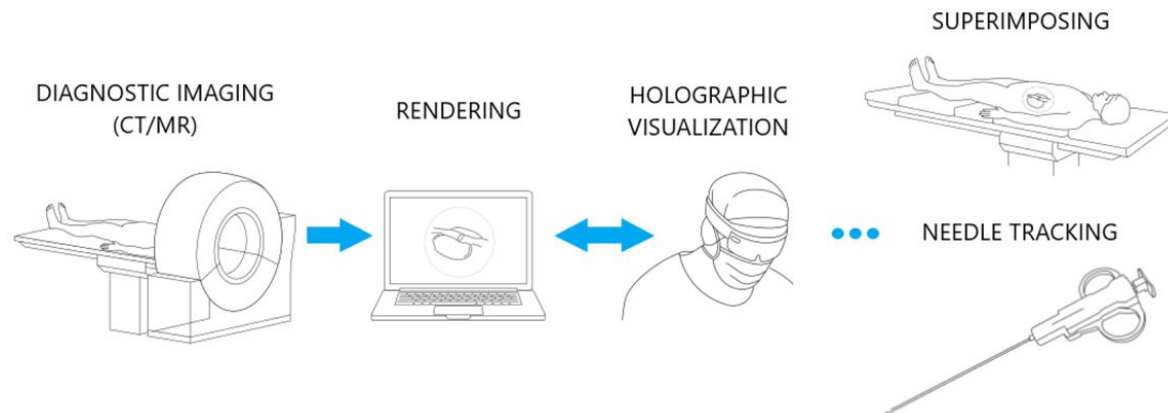 DIAGNOSTIC IMAGING
(CT/MR)
RENDERING
HOLOGRAPHIC
VISUALIZATION
SUPERIMPOSING
NEEDLE TRACKING